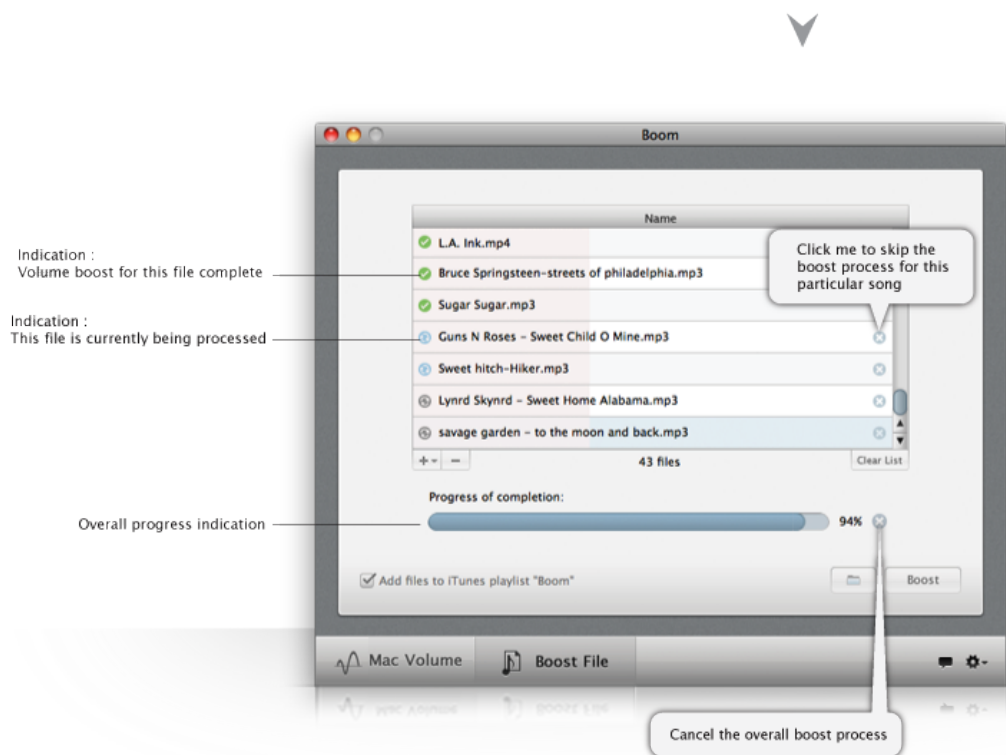 Boom
Name
L.A. Ink.mp4
Bruce Springsteen-streets of philadelphia.mp3
Sugar Sugar.mp3
Guns N Roses - Sweet Child O Mine.mp3
Sweet hitch-Hiker.mp3
Lynrd Skynrd - Sweet Home Alabama.mp3
savage garden - to the moon and back.mp3
Click me to skip the
boost process for this
particular song
Indication :
Volume boost for this file complete
Indication :
This file is currently being processed
43 files
Clear List
Progress of completion:
Overall progress indication
94%
Add files to iTunes playlist "Boom"
Boost
Mac Volume
Boost File
Cancel the overall boost process